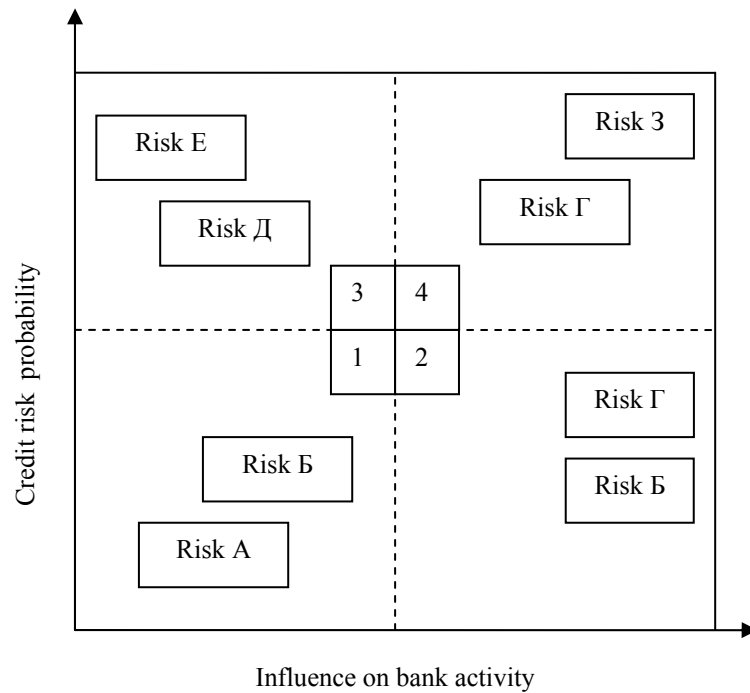 Risk З
Risk Е
Risk Г
Risk Д
3 4
1 2
Risk Г
Risk Б
Risk Б
Risk А
Credit risk probability
Influence on bank activity